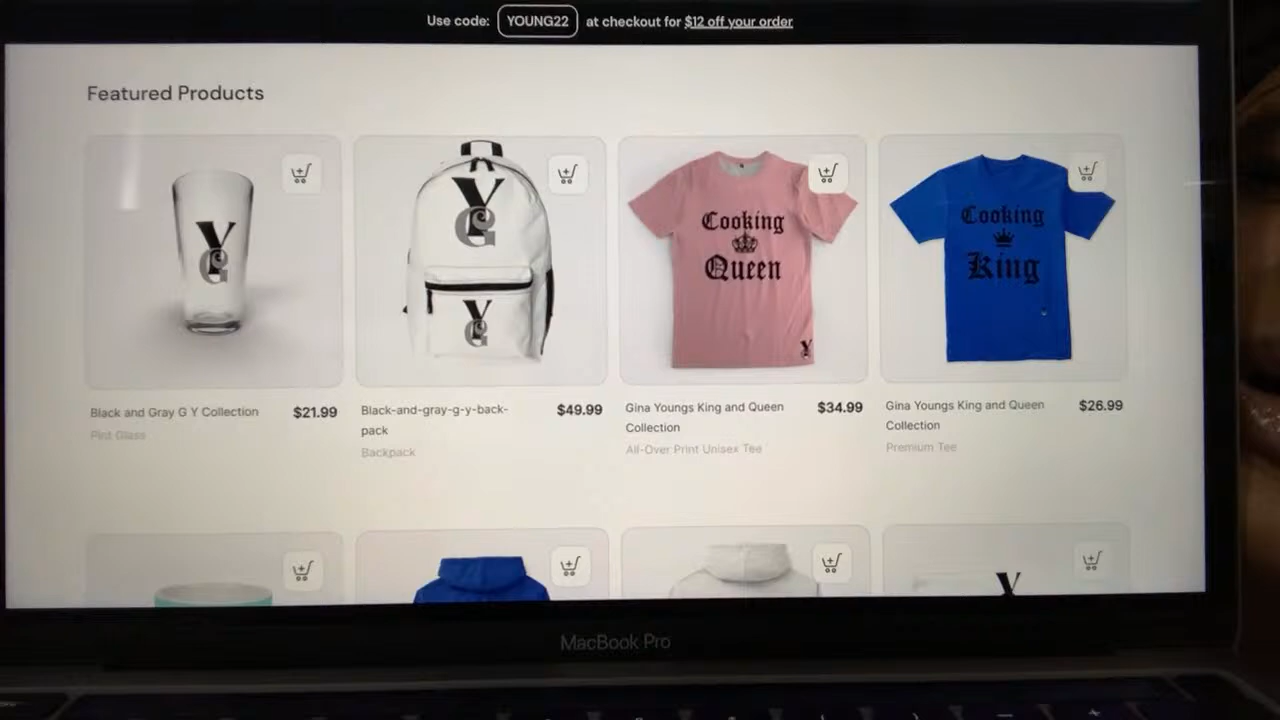 Use code: YOUNG22 at checkout for $12 off your order
Featured Products
Y
G
Y
G
Y
G
Cooking
Queen
Y
Cooking
King
Black and Gray G Y Collection $21.99
Pint Glass
Black-and-gray-g-y-back-
pack $49.99
Backpack
Gina Youngs King and Queen
Collection $34.99
All-Over Print Unisex Tee
Gina Youngs King and Queen
Collection $26.99
Premium Tee
Y
MacBook Pro